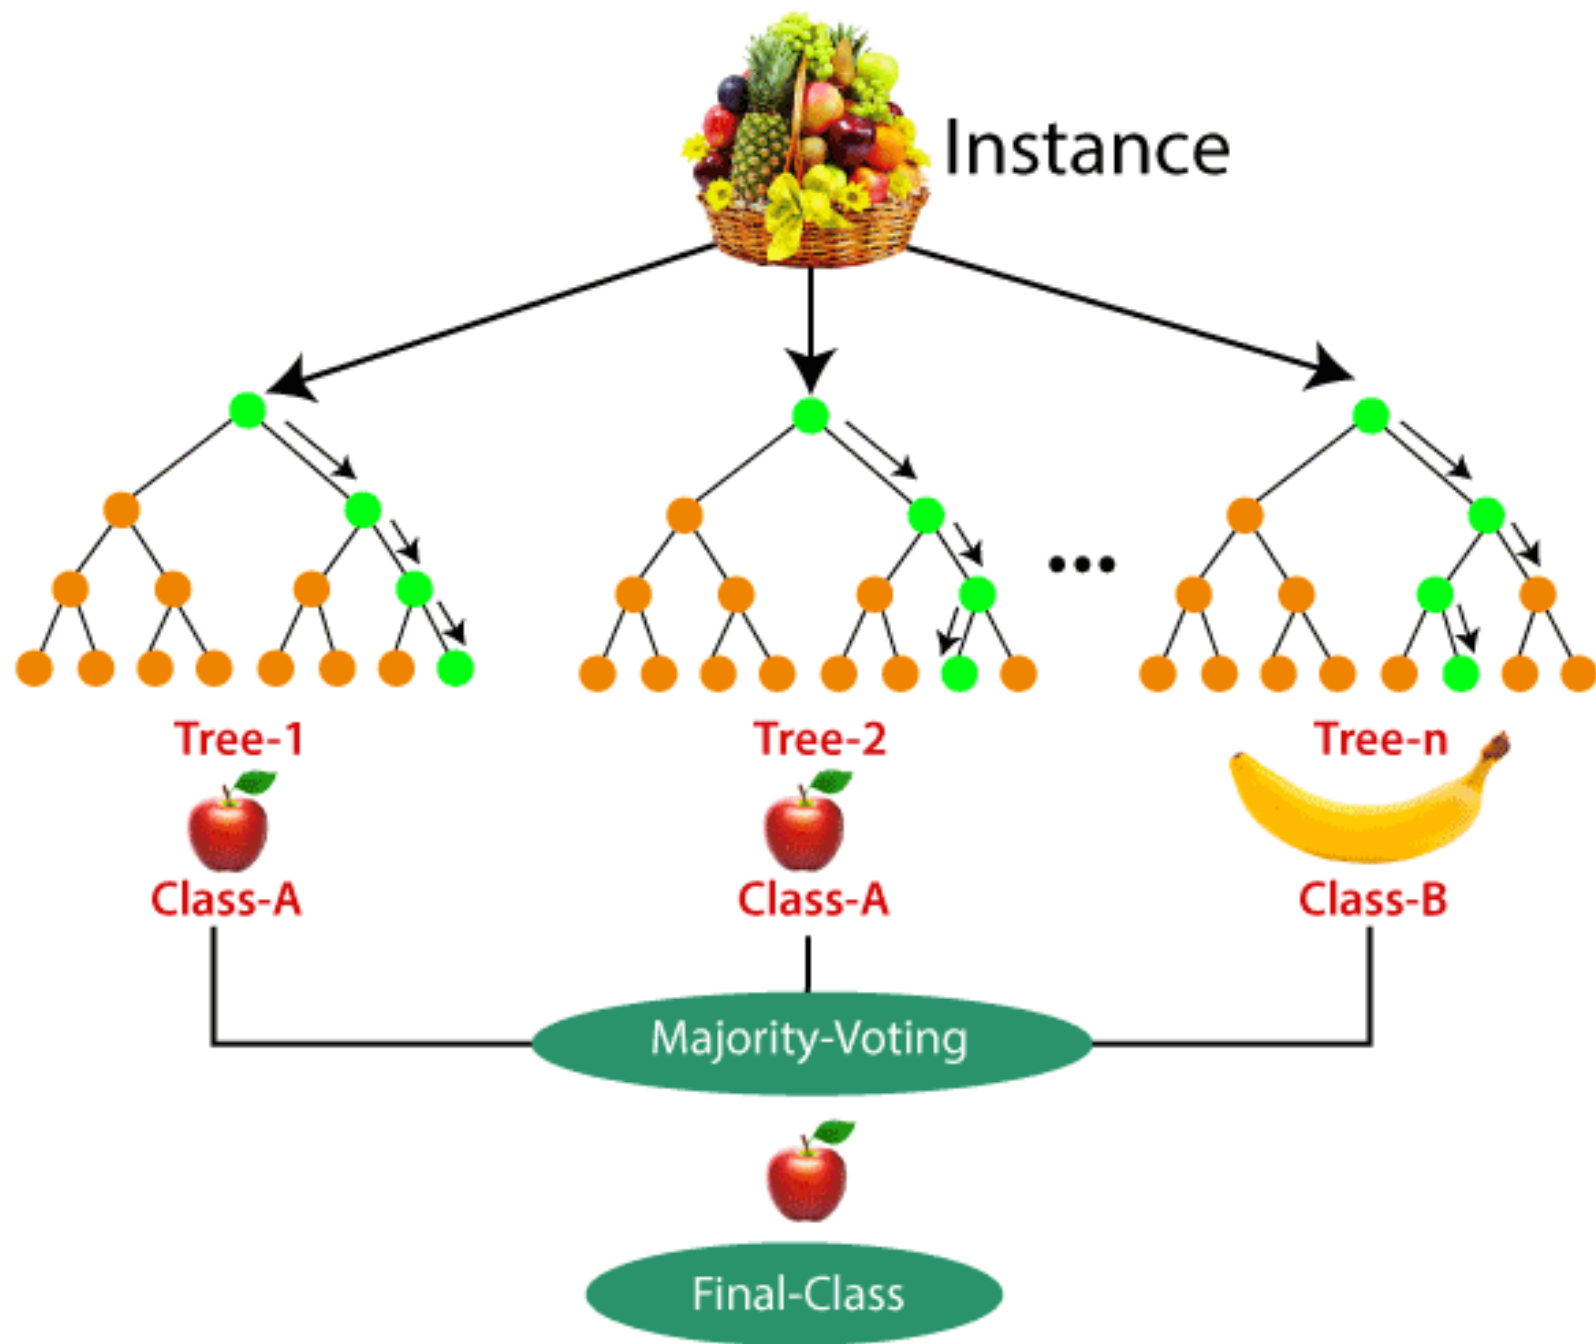 Instance
...
Tree-1
Tree-2
Tree-n
Class-A
Class-A
Class-B
Majority-Voting
Final-Class